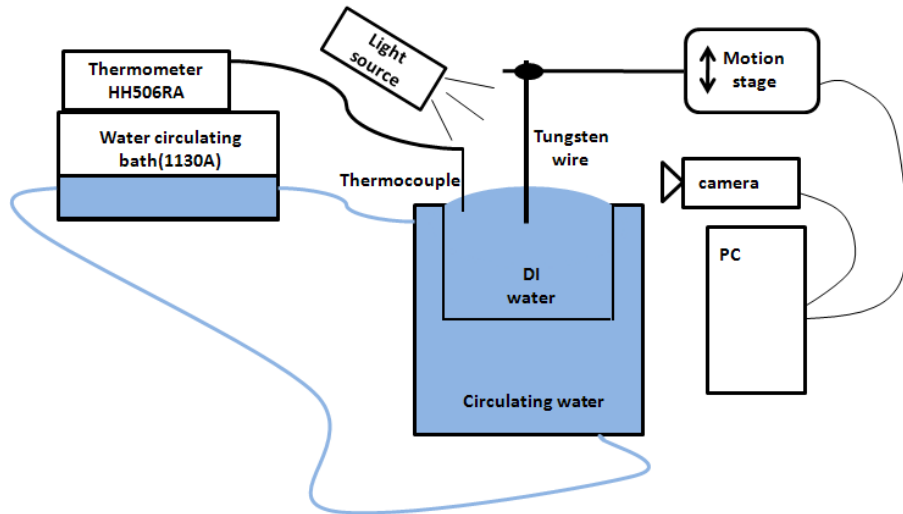 Thermometer
HH506RA
Water circulating
bath(1130A)
Light
source
Motion
stage
Tungsten
wire
Thermocouple
camera
PC
DI
water
Circulating water